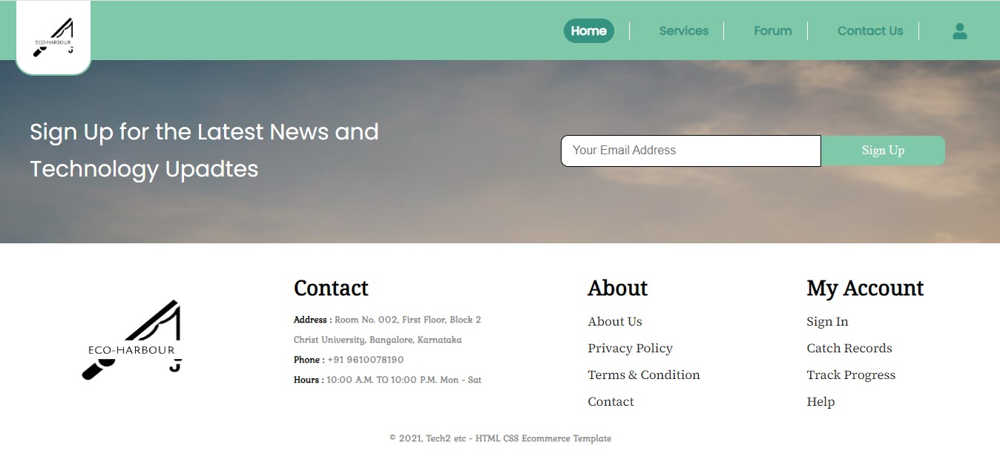 ECO-HARBOUR
Home
Services
Forum
Contact Us
Sign Up for the Latest News and
Technology Upadtes
Your Email Address
Sign Up
ECO-HARBOUR
Contact
Address : Room No. 002, First Floor, Block 2
Christ University, Bangalore, Karnataka
Phone : +91 9610078190
Hours : 10:00 A.M. TO 10:00 P.M. Mon - Sat
About
About Us
Privacy Policy
Terms & Condition
Contact
My Account
Sign In
Catch Records
Track Progress
Help
© 2021, Tech2 etc - HTML CSS Ecommerce Template